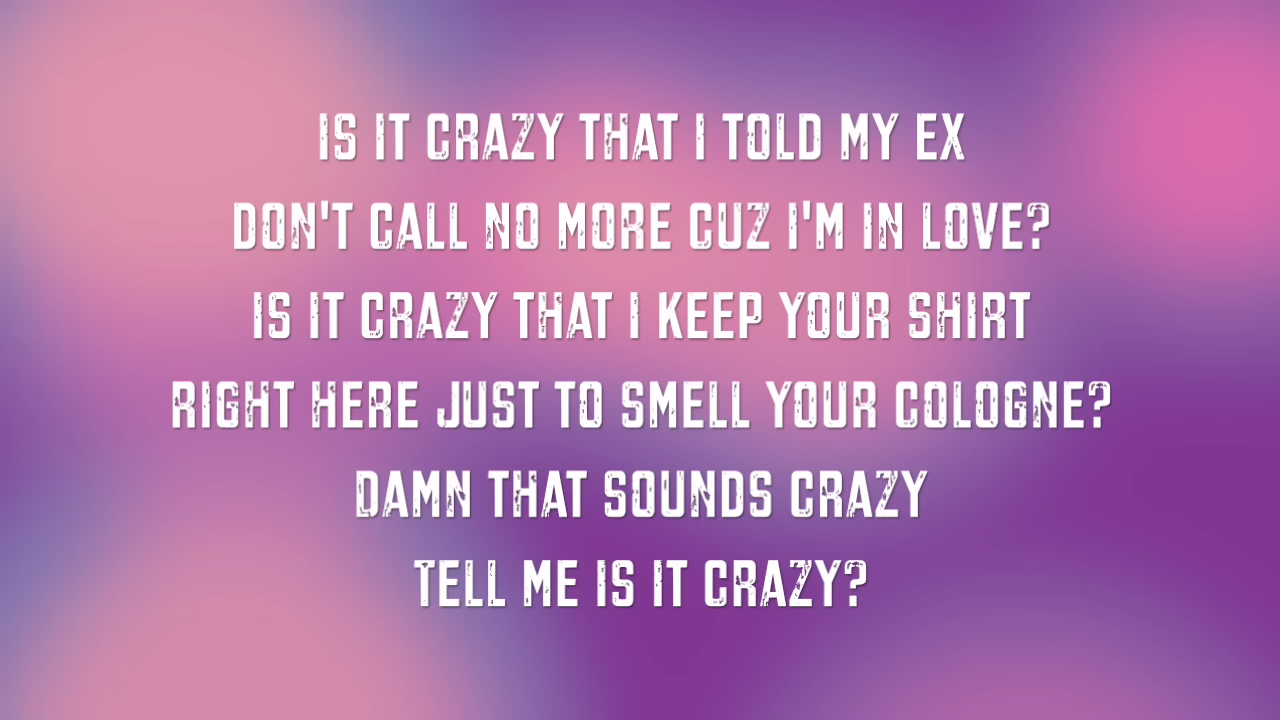 IS IT CRAZY THAT I TOLD MY EX
DON'T CALL NO MORE CUZ I'M IN LOVE?
IS IT CRAZY THAT I KEEP YOUR SHIRT
RIGHT HERE JUST TO SMELL YOUR COLOGNE?
DAMN THAT SOUNDS CRAZY
TELL ME IS IT CRAZY?